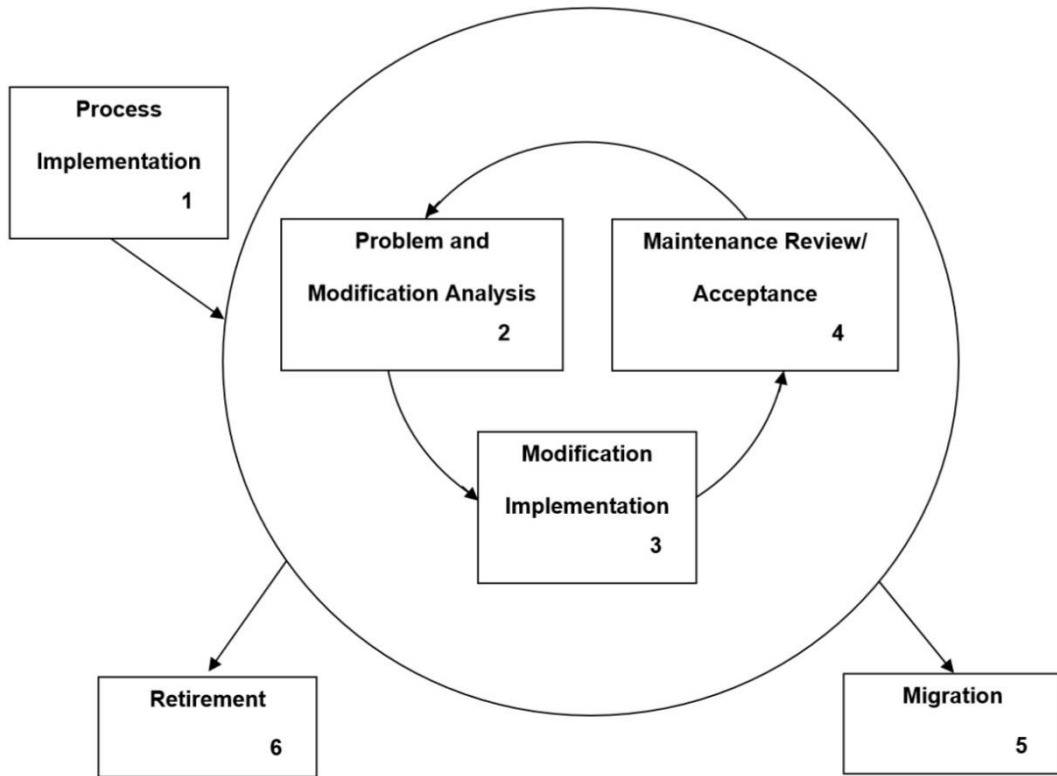 Process
Implementation
1
Problem and
Modification Analysis
2
Maintenance Review/
Acceptance
4
Modification
Implementation
3
Retirement
6
Migration
5